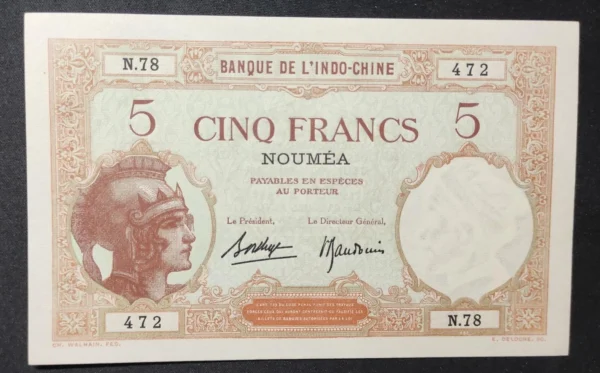 N.78 BANQUE DE L'INDO-CHINE 472
5 CINQ FRANCS 5
NOUMÉA
PAYABLES EN ESPÈCES
AU PORTEUR
Le Président, Le Directeur Général,
472 N.78